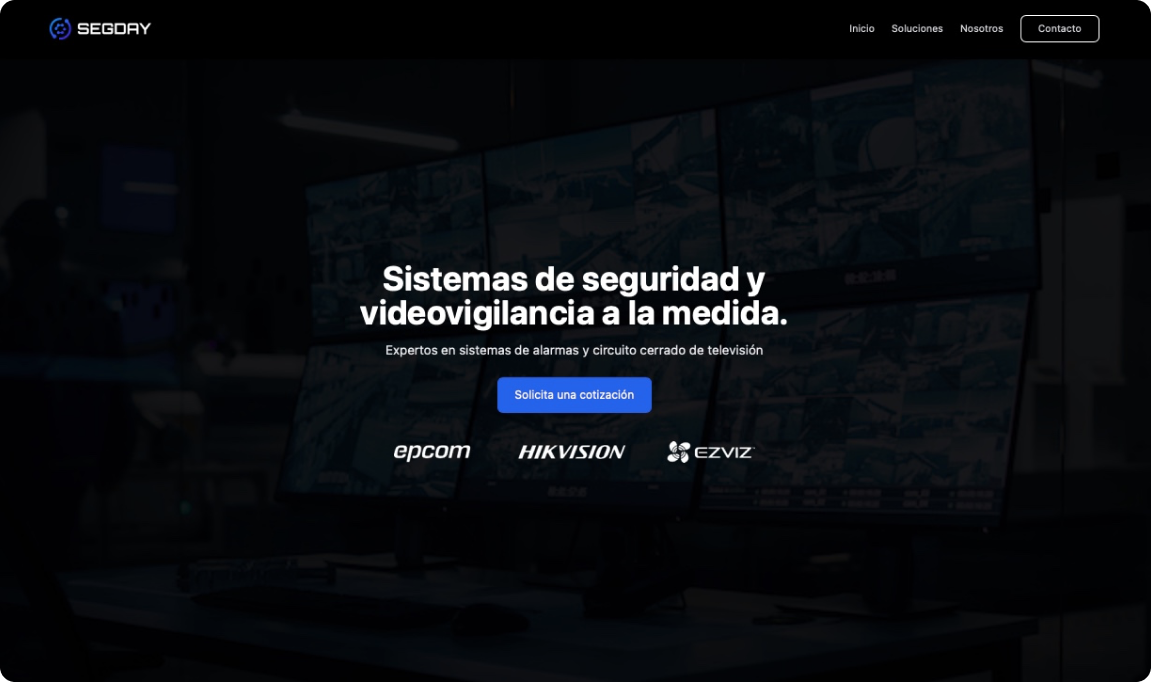 SEGDAY
Inicio Soluciones Nosotros Contacto
Sistemas de seguridad y
videovigilancia a la medida.
Expertos en sistemas de alarmas y circuito cerrado de televisión
Solicita una cotización
epcom HIKVISION EZVIZ